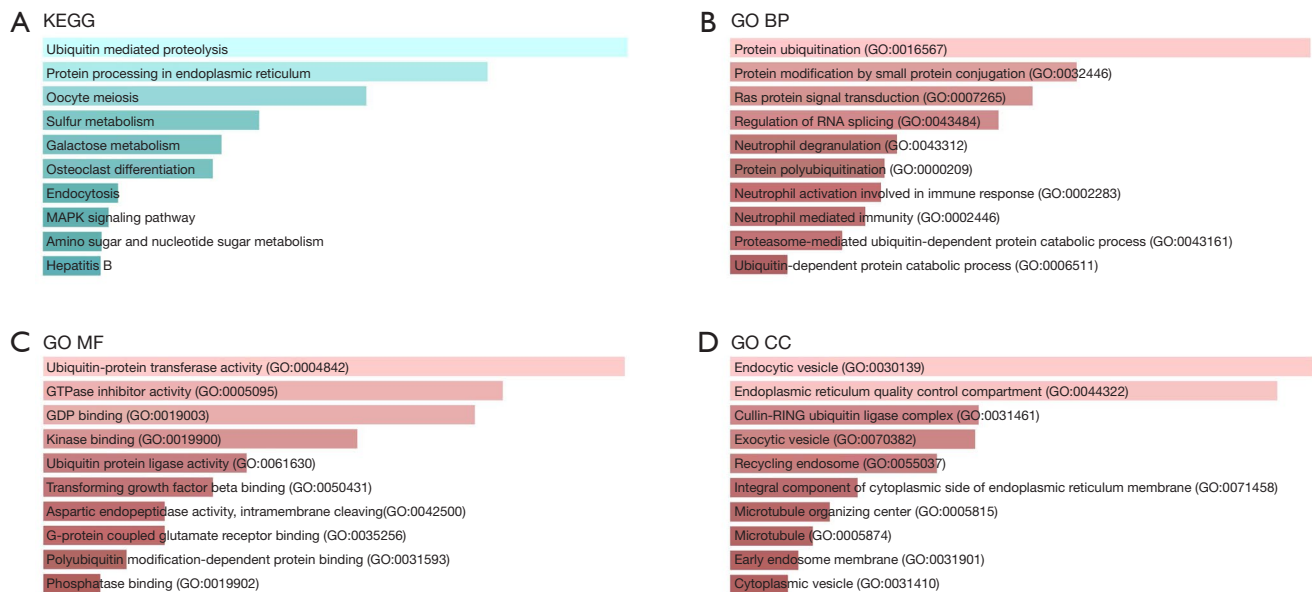 A KEGG
Ubiquitin mediated proteolysis
Protein processing in endoplasmic reticulum
Oocyte meiosis
Sulfur metabolism
Galactose metabolism
Osteoclast differentiation
Endocytosis
MAPK signaling pathway
Amino sugar and nucleotide sugar metabolism
Hepatitis B
B GO BP
Protein ubiquitination (GO:0016567)
Protein modification by small protein conjugation (GO:0032446)
Ras protein signal transduction (GO:0007265)
Regulation of RNA splicing (GO:0043484)
Neutrophil degranulation (GO:0043312)
Protein polyubiquitination (GO:0000209)
Neutrophil activation involved in immune response (GO:0002283)
Neutrophil mediated immunity (GO:0002446)
Proteasome-mediated ubiquitin-dependent protein catabolic process (GO:0043161)
Ubiquitin-dependent protein catabolic process (GO:0006511)
C GO MF
Ubiquitin-protein transferase activity (GO:0004842)
GTPase inhibitor activity (GO:0005095)
GDP binding (GO:0019003)
Kinase binding (GO:0019900)
Ubiquitin protein ligase activity (GO:0061630)
Transforming growth factor beta binding (GO:0050431)
Aspartic endopeptidase activity, intramembrane cleaving(GO:0042500)
G-protein coupled glutamate receptor binding (GO:0035256)
Polyubiquitin modification-dependent protein binding (GO:0031593)
Phosphatase binding (GO:0019902)
D GO CC
Endocytic vesicle (GO:0030139)
Endoplasmic reticulum quality control compartment (GO:0044322)
Cullin-RING ubiquitin ligase complex (GO:0031461)
Exocytic vesicle (GO:0070382)
Recycling endosome (GO:0055037)
Integral component of cytoplasmic side of endoplasmic reticulum membrane (GO:0071458)
Microtubule organizing center (GO:0005815)
Microtubule (GO:0005874)
Early endosome membrane (GO:0031901)
Cytoplasmic vesicle (GO:0031410)